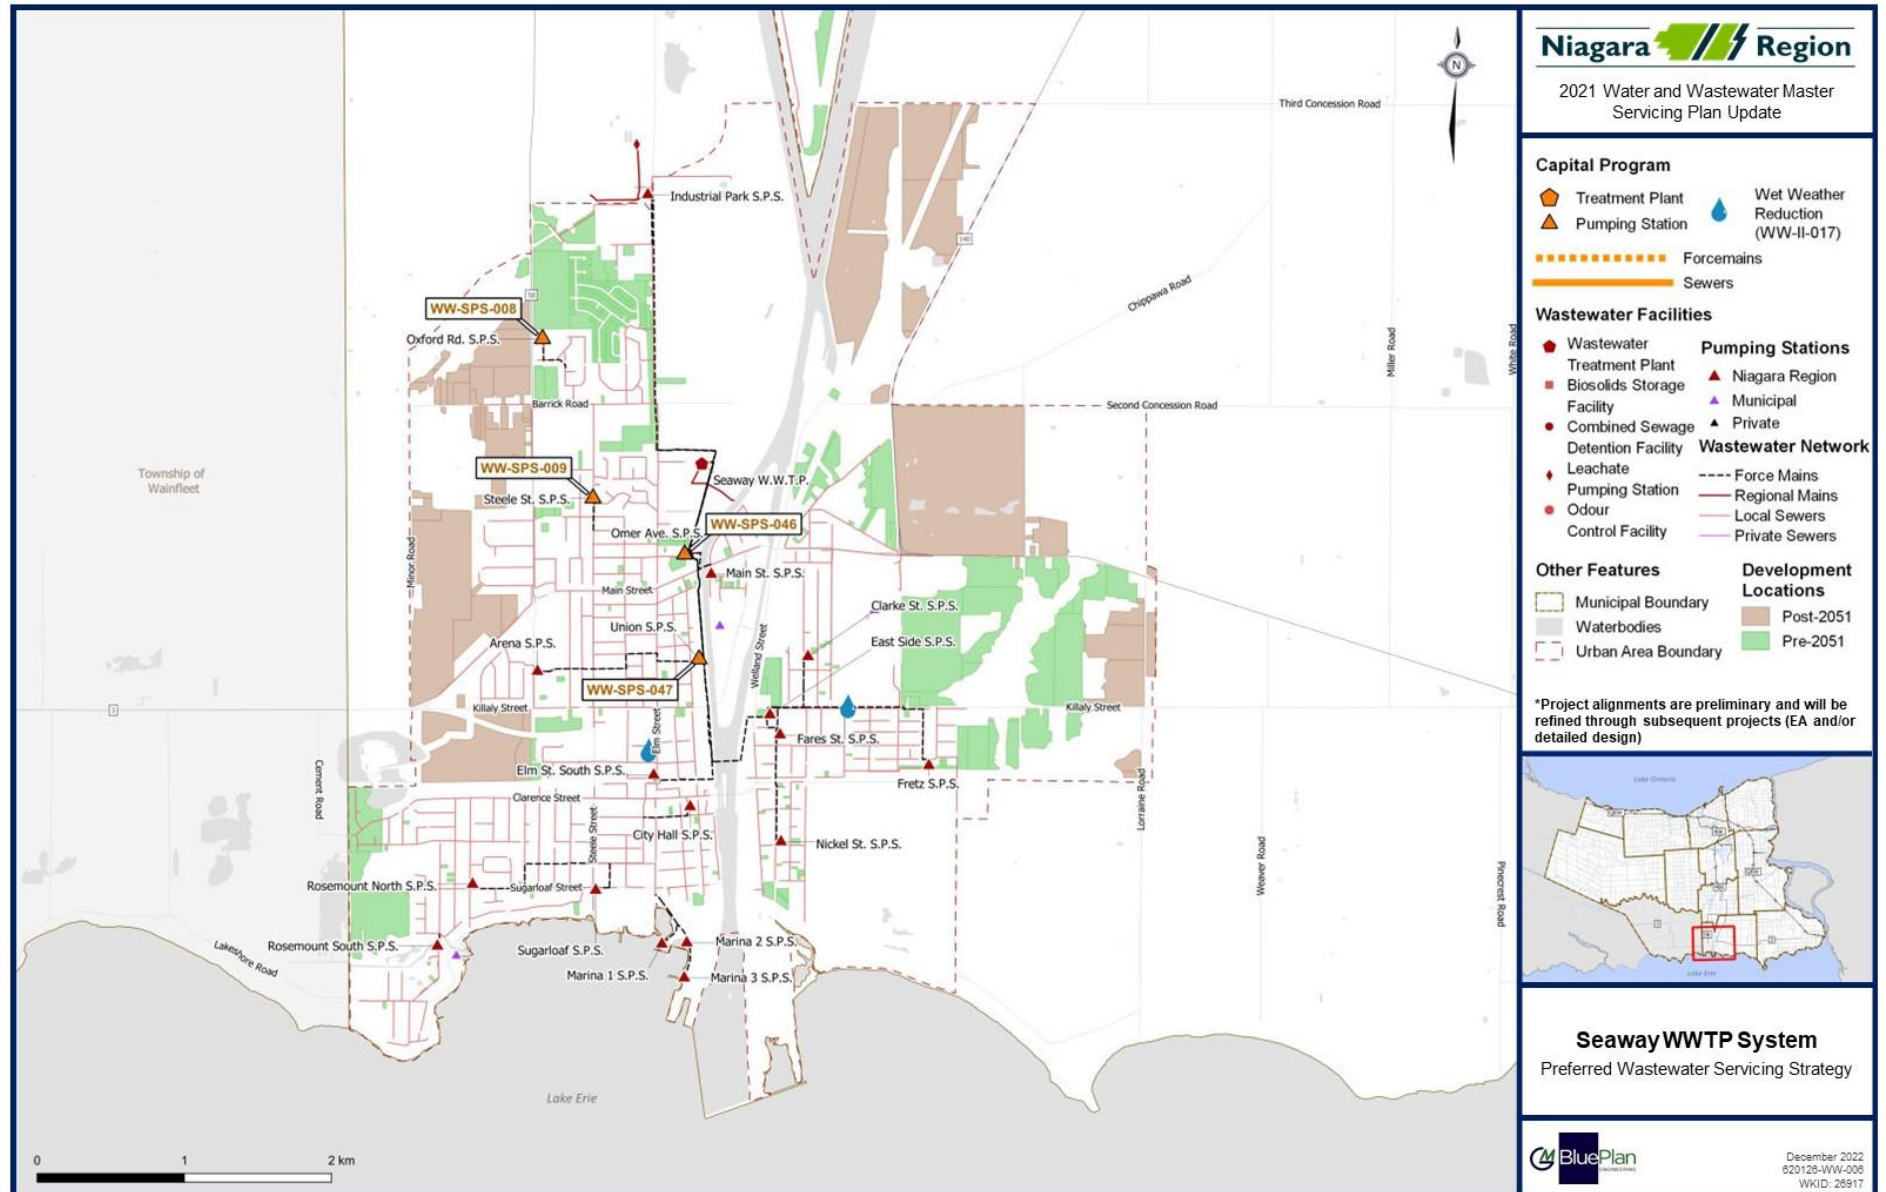 Third Concession Road
Industrial Park S.P.S.
140
Chippawa Road
58
WW-SPS-008
Oxford Rd. S.P.S.
Miller Road
White Road
Barrick Road
Second Concession Road
Township of
Wainfleet
WW-SPS-009
Steele St. S.P.S.
Seaway W.W.T.P.
Omer Ave. S.P.S.
WW-SPS-046
Minor Road
Main St. S.P.S.
Main Street
Clarke St. S.P.S.
Union S.P.S.
Arena S.P.S.
East Side S.P.S.
Welland Street
WW-SPS-047
3
Killaly Street
Killaly Street
Elm Street
Fares St. S.P.S.
Elm St. South S.P.S.
Fretz S.P.S.
Cement Road
Clarence Street
Lorraine Road
Steele Street
City Hall S.P.S.
Nickel St. S.P.S.
Weaver Road
Pinecrest Road
Rosemount North S.P.S.
Sugarloaf Street
Rosemount South S.P.S.
Lakeshore Road
Sugarloaf S.P.S.
Marina 2 S.P.S.
Marina 1 S.P.S.
Marina 3 S.P.S.
Lake Erie
0 1 2 km
N
Niagara Region
2021 Water and Wastewater Master
Servicing Plan Update
Capital Program
Treatment Plant
Pumping Station
Wet Weather
Reduction
(WW-II-017)
Forcemains
Sewers
Wastewater Facilities
Wastewater
Treatment Plant
Biosolids Storage
Facility
Combined Sewage
Detention Facility
Leachate
Pumping Station
Odour
Control Facility
Pumping Stations
Niagara Region
Municipal
Private
Wastewater Network
Force Mains
Regional Mains
Local Sewers
Private Sewers
Other Features
Municipal Boundary
Waterbodies
Urban Area Boundary
Development
Locations
Post-2051
Pre-2051
*Project alignments are preliminary and will be
refined through subsequent projects (EA and/or
detailed design)
Lake Ontario
Lake Erie
Seaway WWTP System
Preferred Wastewater Servicing Strategy
GM BluePlan
ENGINEERING
December 2022
620126-WW-006
WKID: 26917